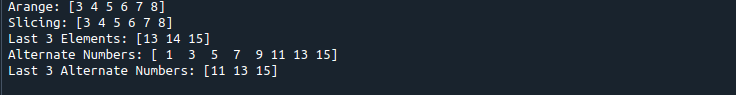 Arange: [3 4 5 6 7 8]
Slicing: [3 4 5 6 7 8]
Last 3 Elements: [13 14 15]
Alternate Numbers: [ 1  3  5  7  9 11 13 15]
Last 3 Alternate Numbers: [11 13 15]